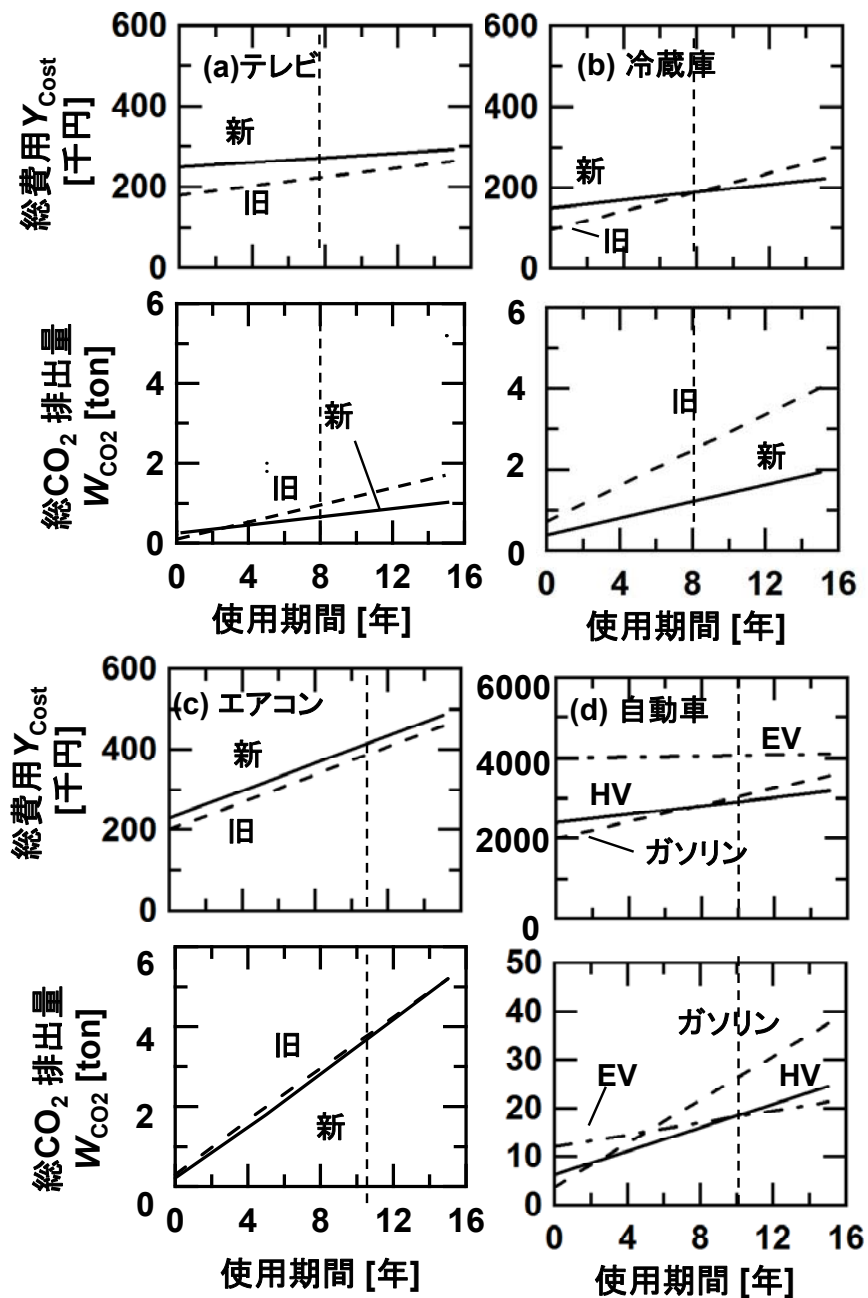 総費用YCost
[千円]
600
400
200
0
(a)テレビ
新
旧
600
400
200
0
(b) 冷蔵庫
新
旧
総CO2 排出量
WCO2 [ton]
6
4
2
0
新
旧
0 4 8 12 16
使用期間 [年]
6
4
2
0
旧
新
0 4 8 12 16
使用期間 [年]
総費用YCost
[千円]
600
400
200
0
(c) エアコン
新
旧
6000
4000
2000
0
(d) 自動車
EV
HV
ガソリン
総CO2 排出量
WCO2 [ton]
6
4
2
0
旧
新
0 4 8 12 16
使用期間 [年]
50
40
30
20
10
0
ガソリン
EV
HV
0 4 8 12 16
使用期間 [年]